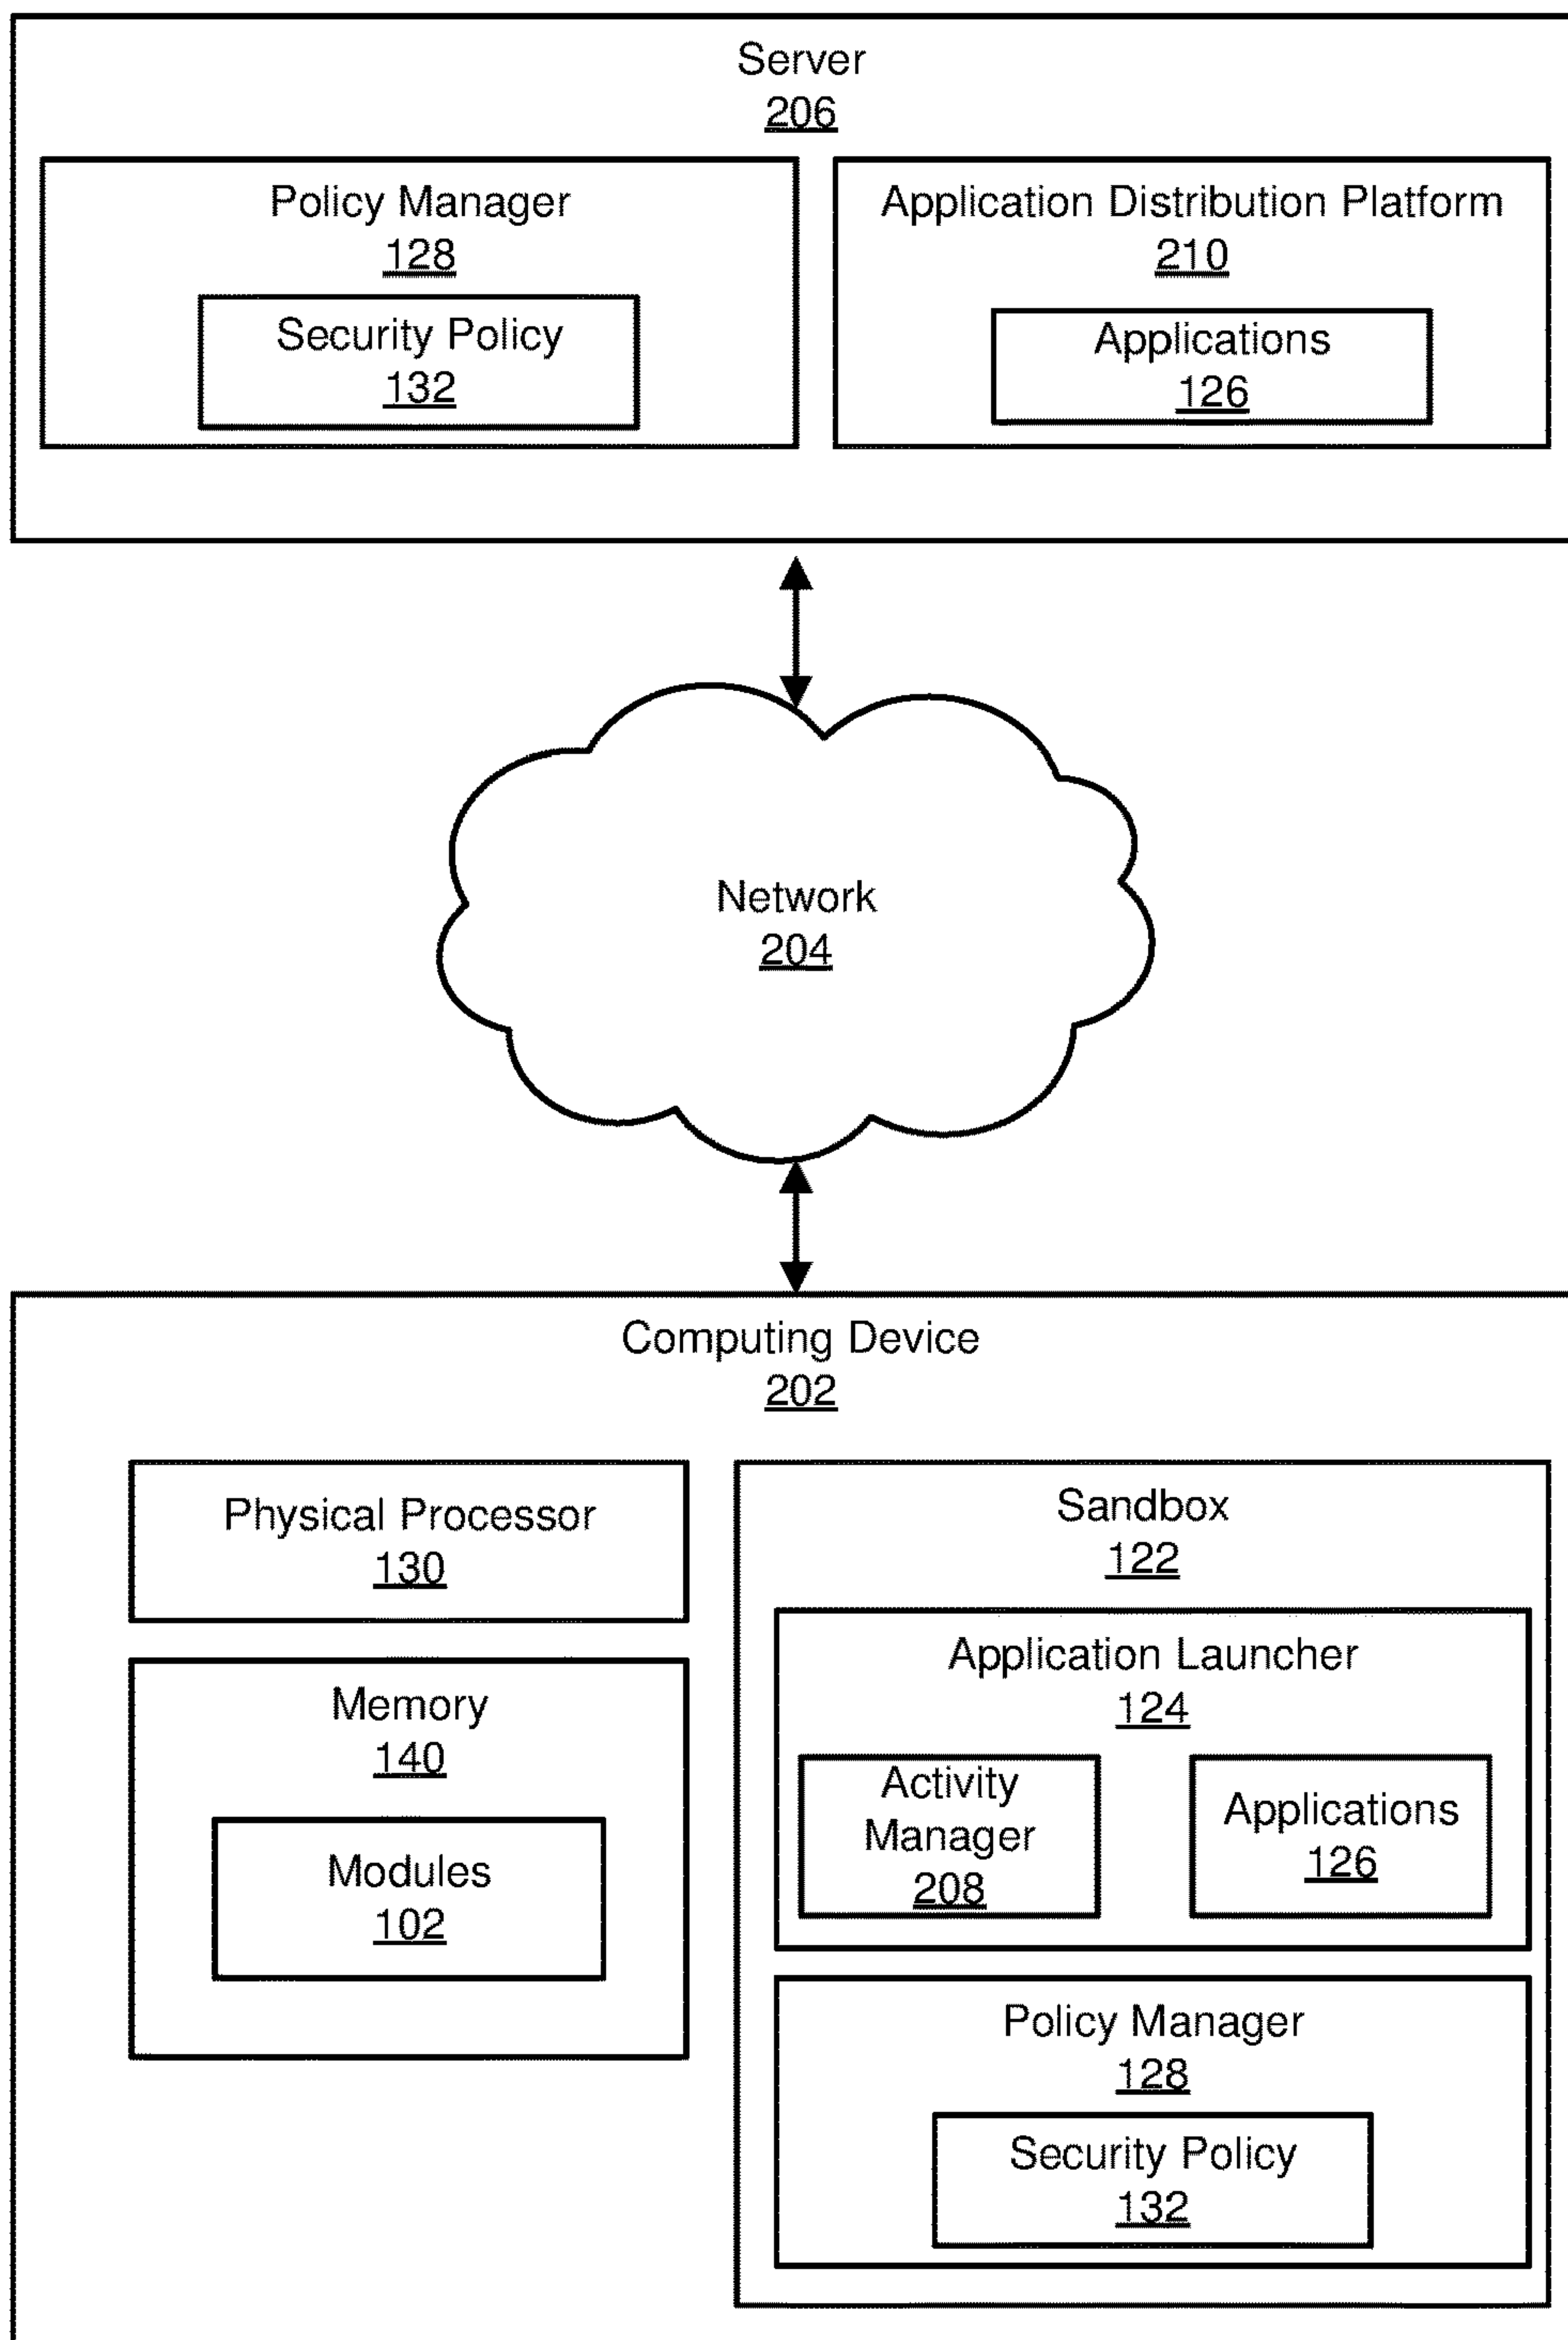 Server
206
Policy Manager
128
Security Policy
132
Application Distribution Platform
210
Applications
126
Network
204
Computing Device
202
Physical Processor
130
Memory
140
Modules
102
Sandbox
122
Application Launcher
124
Activity
Manager
208
Applications
126
Policy Manager
128
Security Policy
132